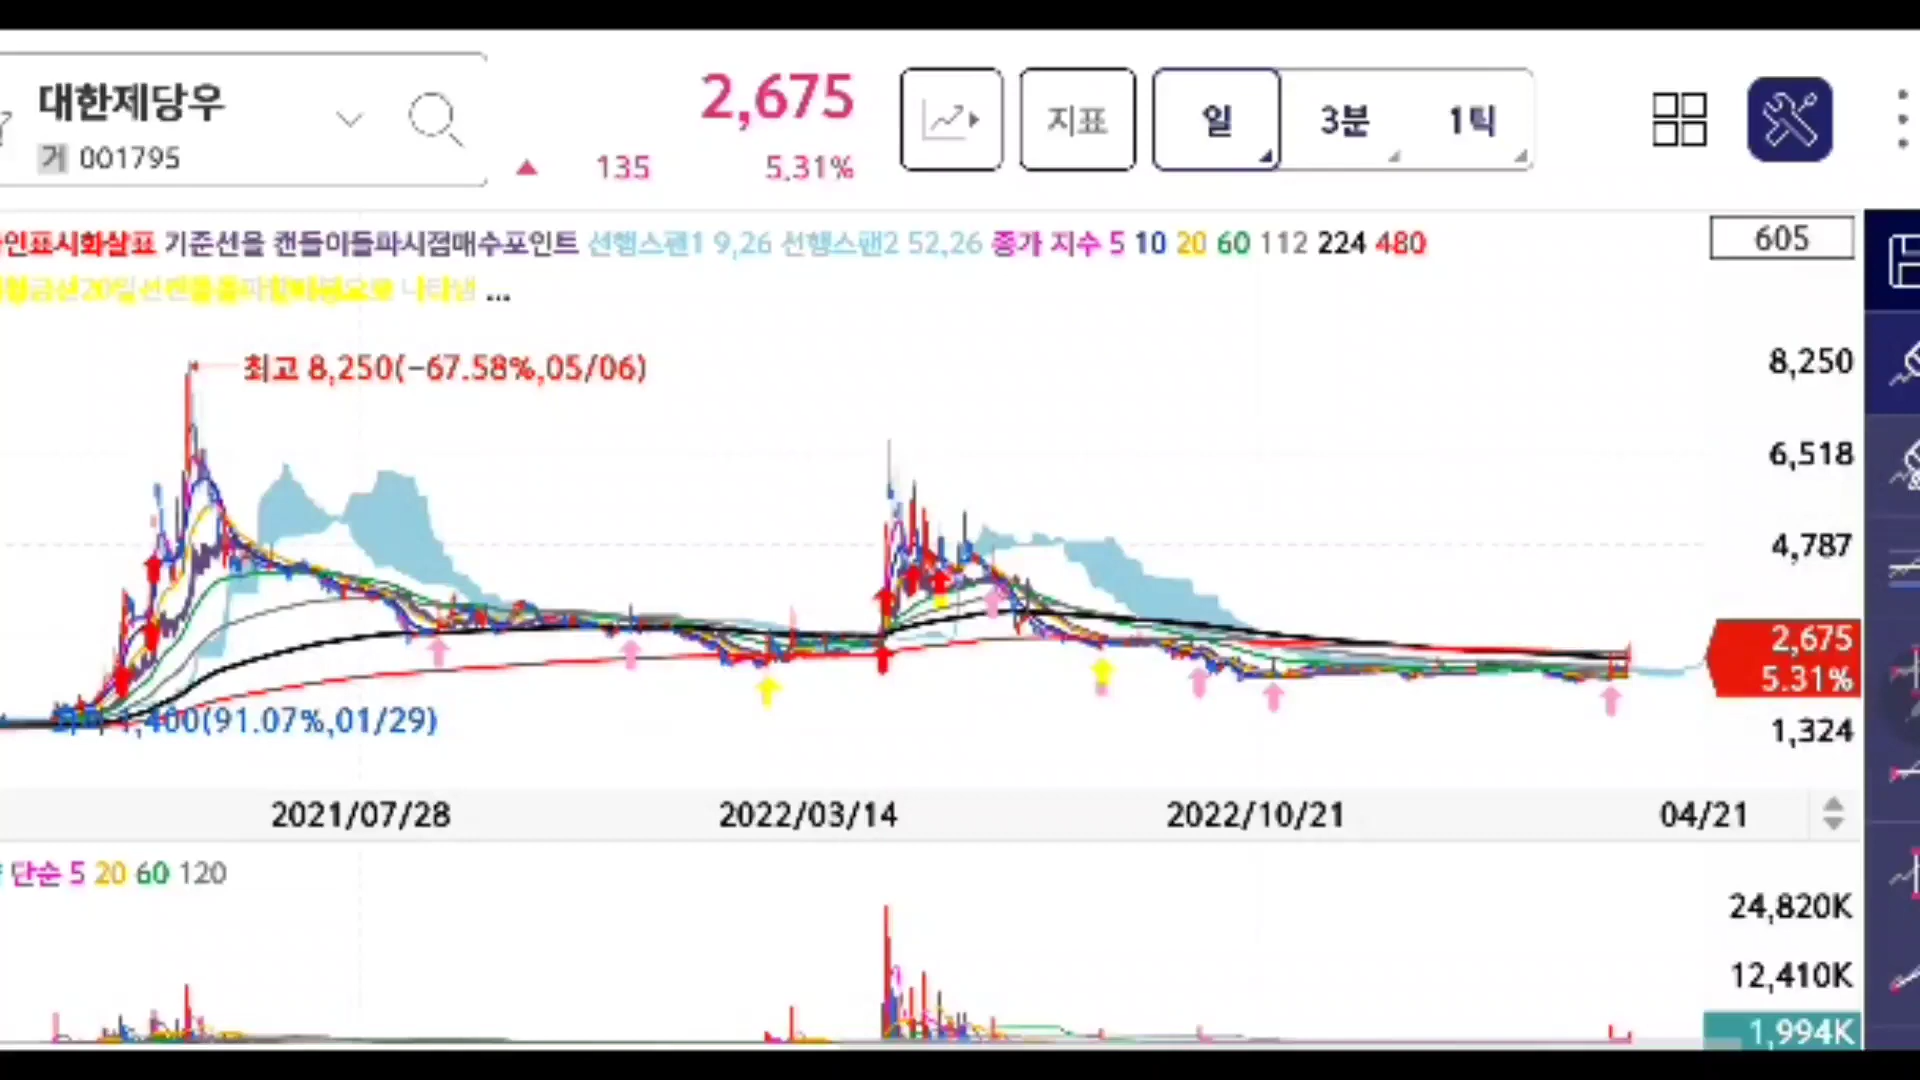 대한제당우
거 001795
2,675
▲ 135 5.31%
지표
일 3분 1틱
인표시화살표 기준선을 캔들이돌파시점매수포인트 선행스팬1 9,26 선행스팬2 52,26 종가 지수 5 10 20 60 112 224 480
605
나타냄 ...
최고 8,250(-67.58%,05/06)
8,250
6,518
4,787
2,675
5.31%
1,400(91.07%,01/29)
1,324
2021/07/28 2022/03/14 2022/10/21 04/21
단순 5 20 60 120
24,820K
12,410K
1,994K